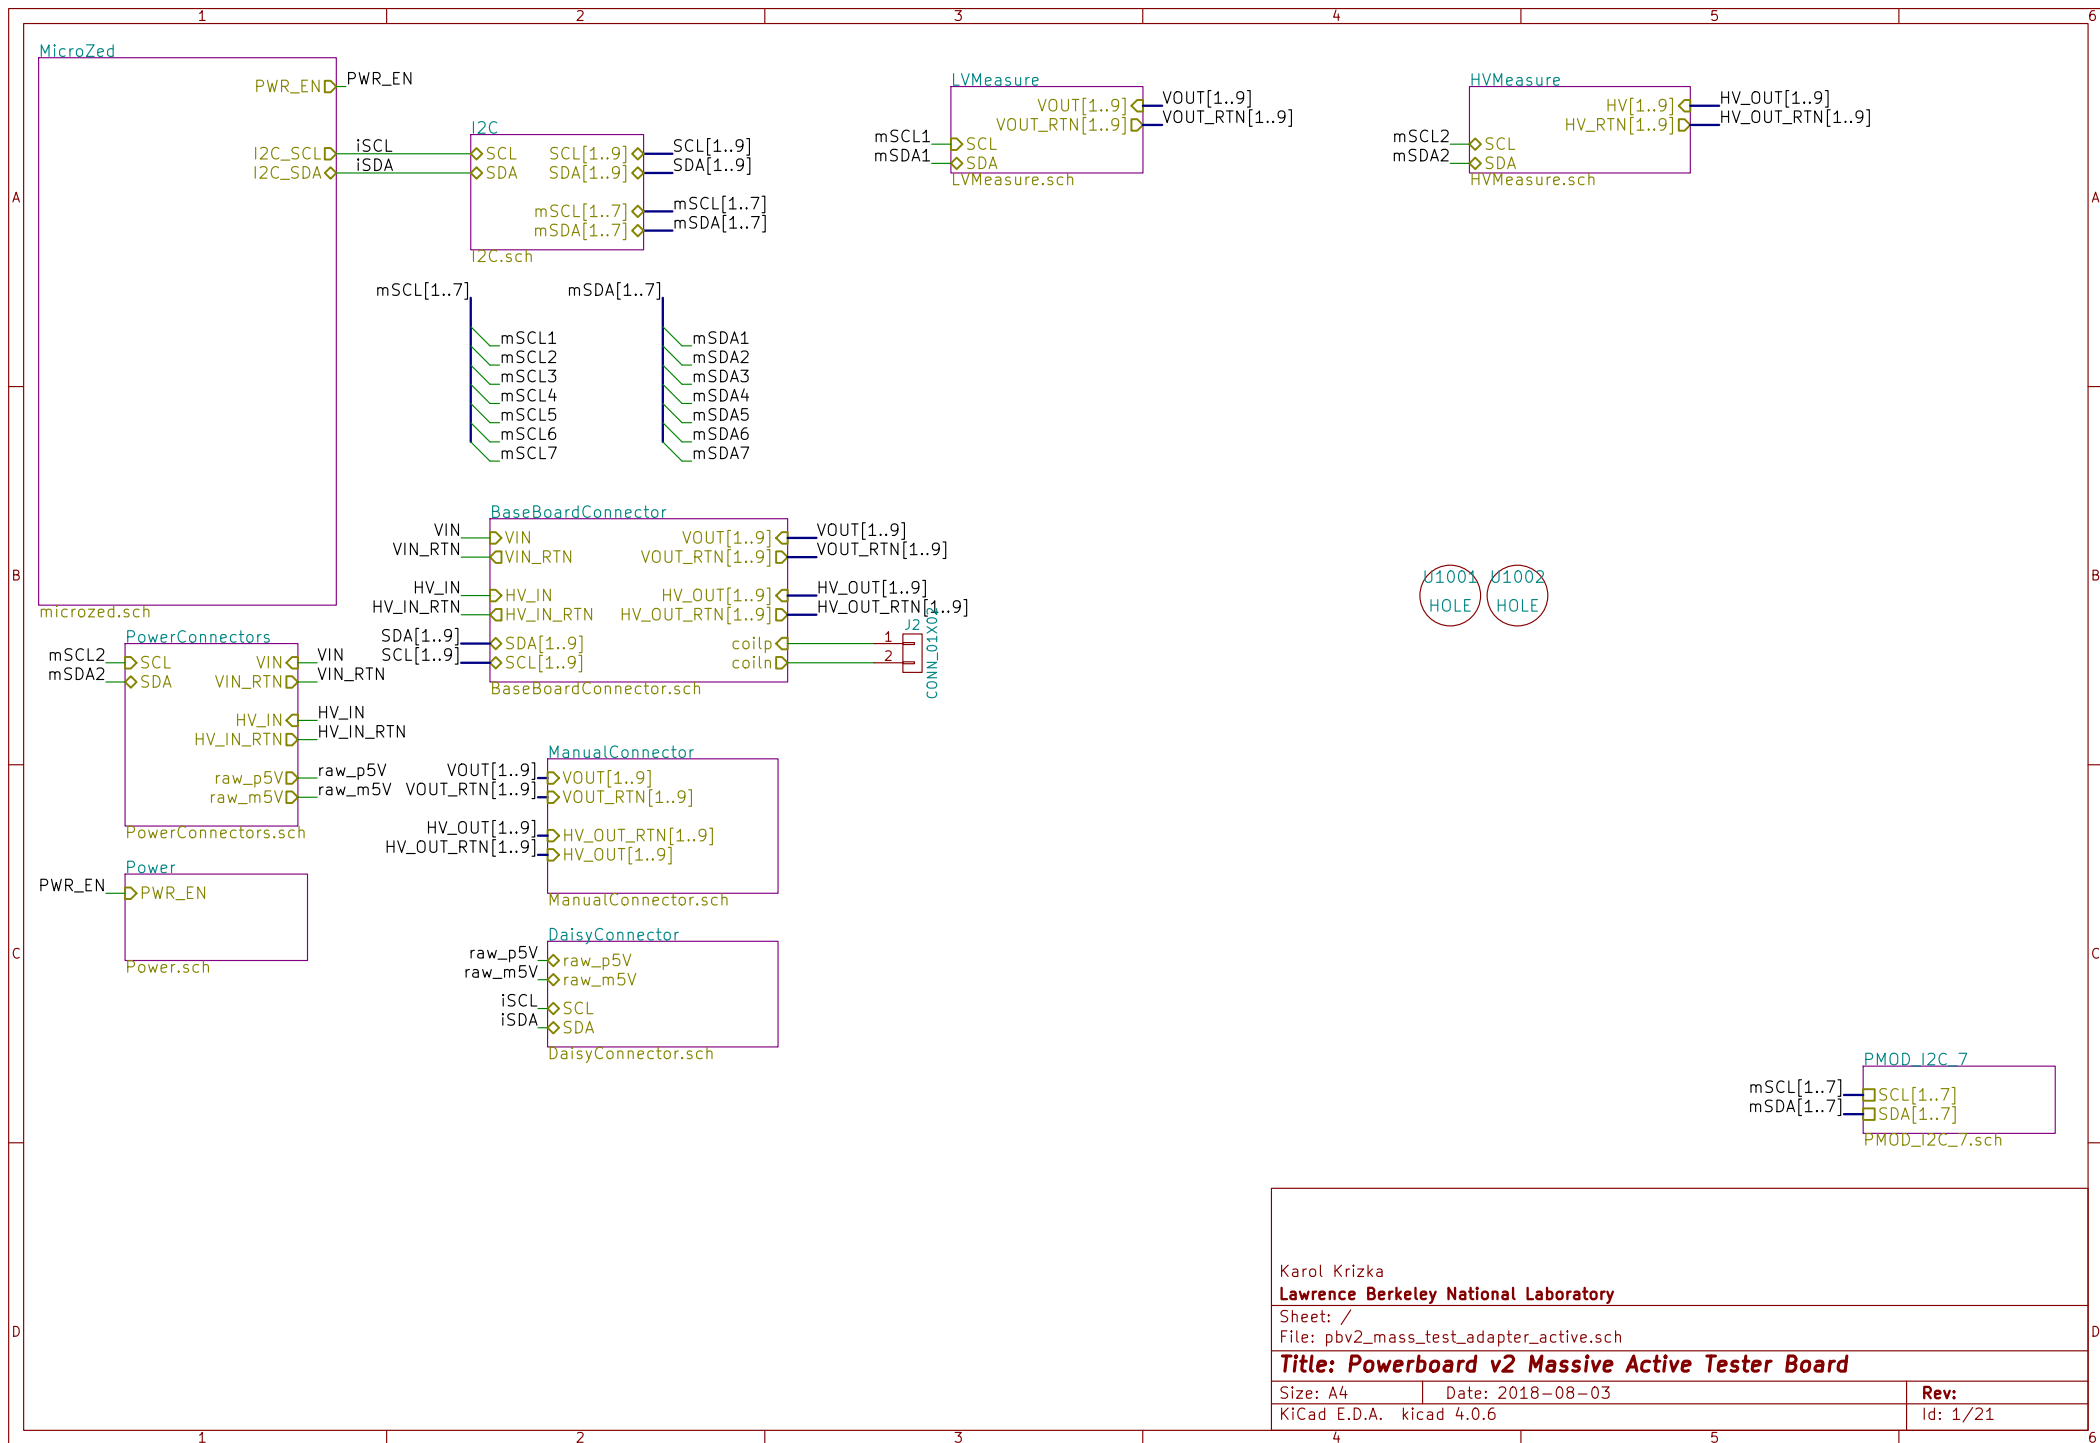 1 2 3 4 5 6
MicroZed
PWR_EN PWR_EN
I2C_SCL iSCL
I2C_SDA iSDA
microzed.sch
I2C
SCL SCL[1..9] SCL[1..9]
SDA SDA[1..9] SDA[1..9]
mSCL[1..7] mSCL[1..7]
mSDA[1..7] mSDA[1..7]
I2C.sch
LVMeasure
VOUT[1..9] VOUT[1..9]
VOUT_RTN[1..9] VOUT_RTN[1..9]
mSCL1 SCL
mSDA1 SDA
LVMeasure.sch
HVMeasure
HV[1..9] HV_OUT[1..9]
HV_RTN[1..9] HV_OUT_RTN[1..9]
mSCL2 SCL
mSDA2 SDA
HVMeasure.sch
A A
mSCL[1..7] mSDA[1..7]
mSCL1 mSDA1
mSCL2 mSDA2
mSCL3 mSDA3
mSCL4 mSDA4
mSCL5 mSDA5
mSCL6 mSDA6
mSCL7 mSDA7
BaseBoardConnector
VIN VIN VOUT[1..9] VOUT[1..9]
VIN_RTN VIN_RTN VOUT_RTN[1..9] VOUT_RTN[1..9]
HV_IN HV_IN HV_OUT[1..9] HV_OUT[1..9]
HV_IN_RTN HV_IN_RTN HV_OUT_RTN[1..9] HV_OUT_RTN[1..9]
SDA[1..9] SDA[1..9] coilp 1
SCL[1..9] SCL[1..9] coiln 2
BaseBoardConnector.sch
J2
CONN_01X02
B B
U1001 U1002
HOLE HOLE
PowerConnectors
mSCL2 SCL VIN VIN
mSDA2 SDA VIN_RTN VIN_RTN
HV_IN HV_IN
HV_IN_RTN HV_IN_RTN
raw_p5V raw_p5V
raw_m5V raw_m5V
PowerConnectors.sch
ManualConnector
VOUT[1..9] VOUT[1..9]
VOUT_RTN[1..9] VOUT_RTN[1..9]
HV_OUT[1..9] HV_OUT_RTN[1..9]
HV_OUT_RTN[1..9] HV_OUT[1..9]
ManualConnector.sch
Power
PWR_EN PWR_EN
Power.sch
DaisyConnector
raw_p5V raw_p5V
raw_m5V raw_m5V
iSCL SCL
iSDA SDA
DaisyConnector.sch
C C
PMOD_I2C_7
mSCL[1..7] SCL[1..7]
mSDA[1..7] SDA[1..7]
PMOD_I2C_7.sch
Karol Krizka
Lawrence Berkeley National Laboratory
Sheet: /
File: pbv2_mass_test_adapter_active.sch
D D
Title: Powerboard v2 Massive Active Tester Board
Size: A4 Date: 2018-08-03 Rev:
KiCad E.D.A. kicad 4.0.6 Id: 1/21
1 2 3 4 5 6